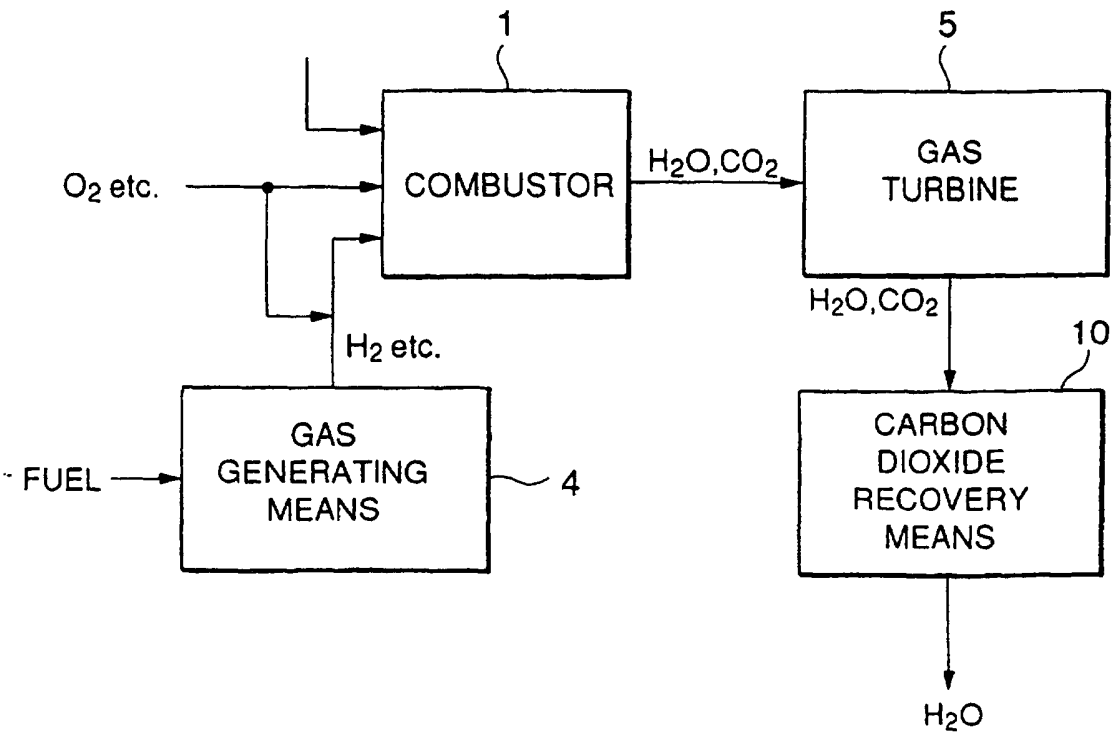 1
5
O2 etc.
COMBUSTOR
H2O,CO2
GAS
TURBINE
H2O,CO2
H2 etc.
10
FUEL
GAS
GENERATING
MEANS
4
CARBON
DIOXIDE
RECOVERY
MEANS
H2O